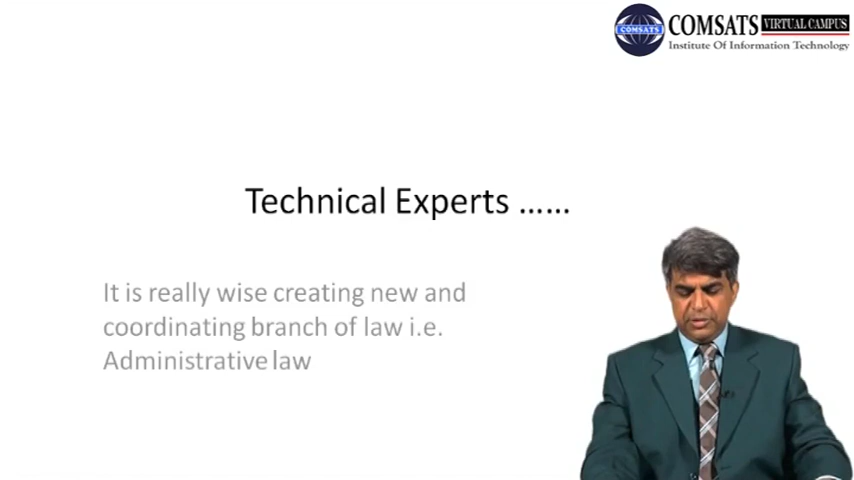 COMSATS VIRTUAL CAMPUS
COMSATS
Institute Of Information Technology
Technical Experts ......
It is really wise creating new and
coordinating branch of law i.e.
Administrative law